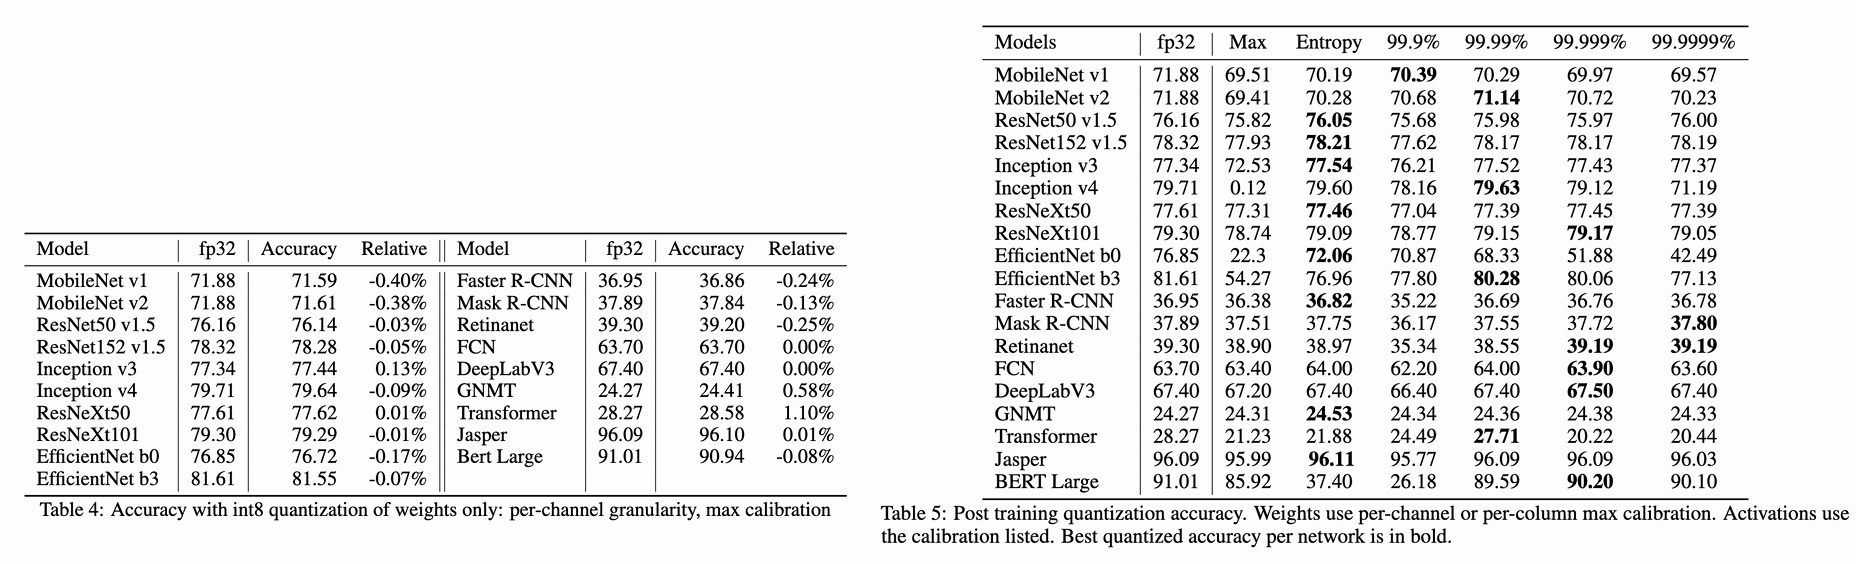 Model fp32 Accuracy Relative Model fp32 Accuracy Relative
MobileNet v1 71.88 71.59 -0.40% Faster R-CNN 36.95 36.86 -0.24%
MobileNet v2 71.88 71.61 -0.38% Mask R-CNN 37.89 37.84 -0.13%
ResNet50 v1.5 76.16 76.14 -0.03% Retinanet 39.30 39.20 -0.25%
ResNet152 v1.5 78.32 78.28 -0.05% FCN 63.70 63.70 0.00%
Inception v3 77.34 77.44 0.13% DeepLabV3 67.40 67.40 0.00%
Inception v4 79.71 79.64 -0.09% GNMT 24.27 24.41 0.58%
ResNeXt50 77.61 77.62 0.01% Transformer 28.27 28.58 1.10%
ResNeXt101 79.30 79.29 -0.01% Jasper 96.09 96.10 0.01%
EfficientNet b0 76.85 76.72 -0.17% Bert Large 91.01 90.94 -0.08%
EfficientNet b3 81.61 81.55 -0.07%
Table 4: Accuracy with int8 quantization of weights only: per-channel granularity, max calibration
Models fp32 Max Entropy 99.9% 99.99% 99.999% 99.9999%
MobileNet v1 71.88 69.51 70.19 70.39 70.29 69.97 69.57
MobileNet v2 71.88 69.41 70.28 70.68 71.14 70.72 70.23
ResNet50 v1.5 76.16 75.82 76.05 75.68 75.98 75.97 76.00
ResNet152 v1.5 78.32 77.93 78.21 77.62 78.17 78.17 78.19
Inception v3 77.34 72.53 77.54 76.21 77.52 77.43 77.37
Inception v4 79.71 0.12 79.60 78.16 79.63 79.12 71.19
ResNeXt50 77.61 77.31 77.46 77.04 77.39 77.45 77.39
ResNeXt101 79.30 78.74 79.09 78.77 79.15 79.17 79.05
EfficientNet b0 76.85 22.3 72.06 70.87 68.33 51.88 42.49
EfficientNet b3 81.61 54.27 76.96 77.80 80.28 80.06 77.13
Faster R-CNN 36.95 36.38 36.82 35.22 36.69 36.76 36.78
Mask R-CNN 37.89 37.51 37.75 36.17 37.55 37.72 37.80
Retinanet 39.30 38.90 38.97 35.34 38.55 39.19 39.19
FCN 63.70 63.40 64.00 62.20 64.00 63.90 63.60
DeepLabV3 67.40 67.20 67.40 66.40 67.40 67.50 67.40
GNMT 24.27 24.31 24.53 24.34 24.36 24.38 24.33
Transformer 28.27 21.23 21.88 24.49 27.71 20.22 20.44
Jasper 96.09 95.99 96.11 95.77 96.09 96.09 96.03
BERT Large 91.01 85.92 37.40 26.18 89.59 90.20 90.10
Table 5: Post training quantization accuracy. Weights use per-channel or per-column max calibration. Activations use
the calibration listed. Best quantized accuracy per network is in bold.